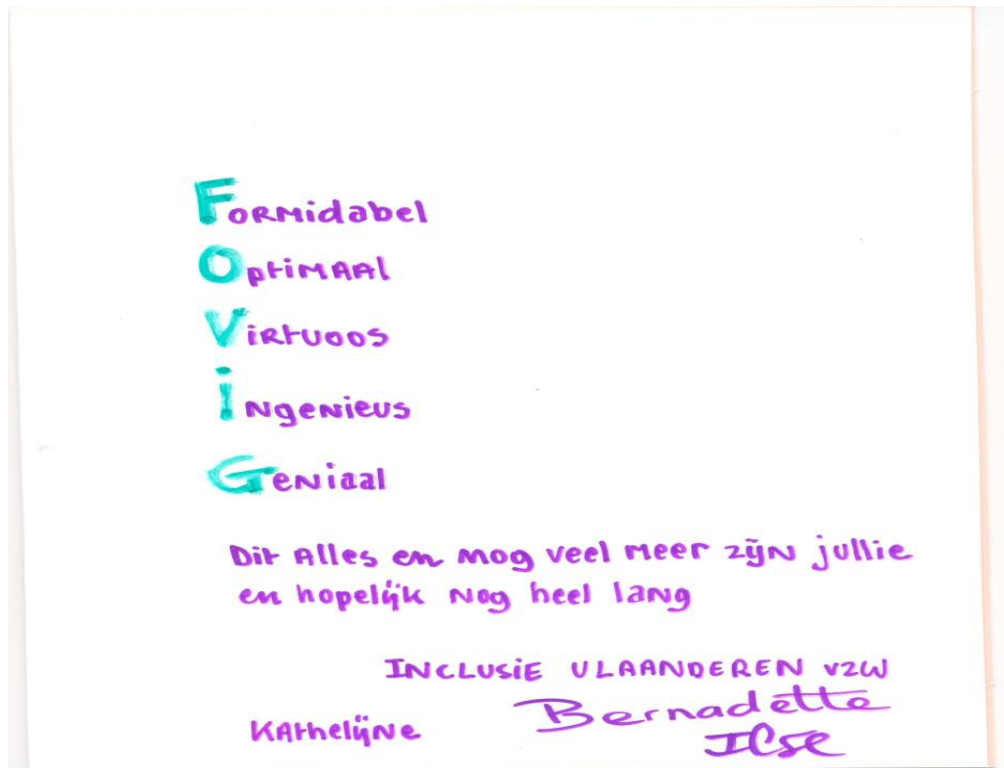 Formidabel
Optimaal
Virtuoos
ingenieus
Geniaal
Dit Alles en mog veel meer zijn jullie
en hopelijk nog heel lang
INCLUSiE VLAANDEREN vzw
Bernadette
Kathelijne
Ilse